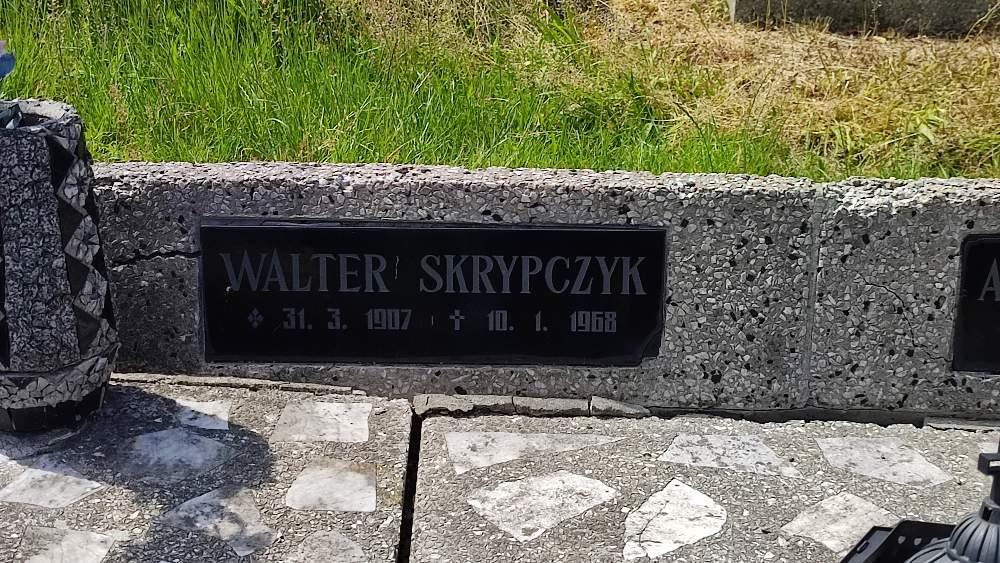 WALTER SKRYPCZYK
31. 3. 1907 † 10. 1. 1968
A